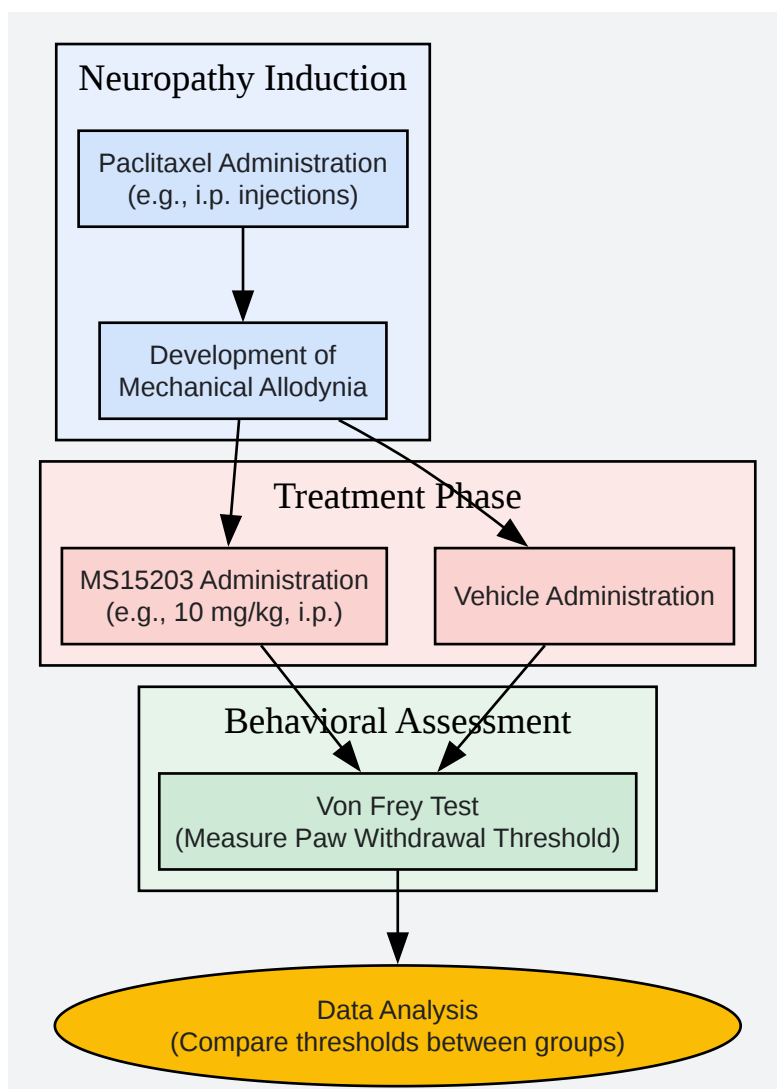 Neuropathy Induction
Paclitaxel Administration
(e.g., i.p. injections)
Development of
Mechanical Allodynia
Treatment Phase
MS15203 Administration
(e.g., 10 mg/kg, i.p.)
Vehicle Administration
Behavioral Assessment
Von Frey Test
(Measure Paw Withdrawal Threshold)
Data Analysis
(Compare thresholds between groups)